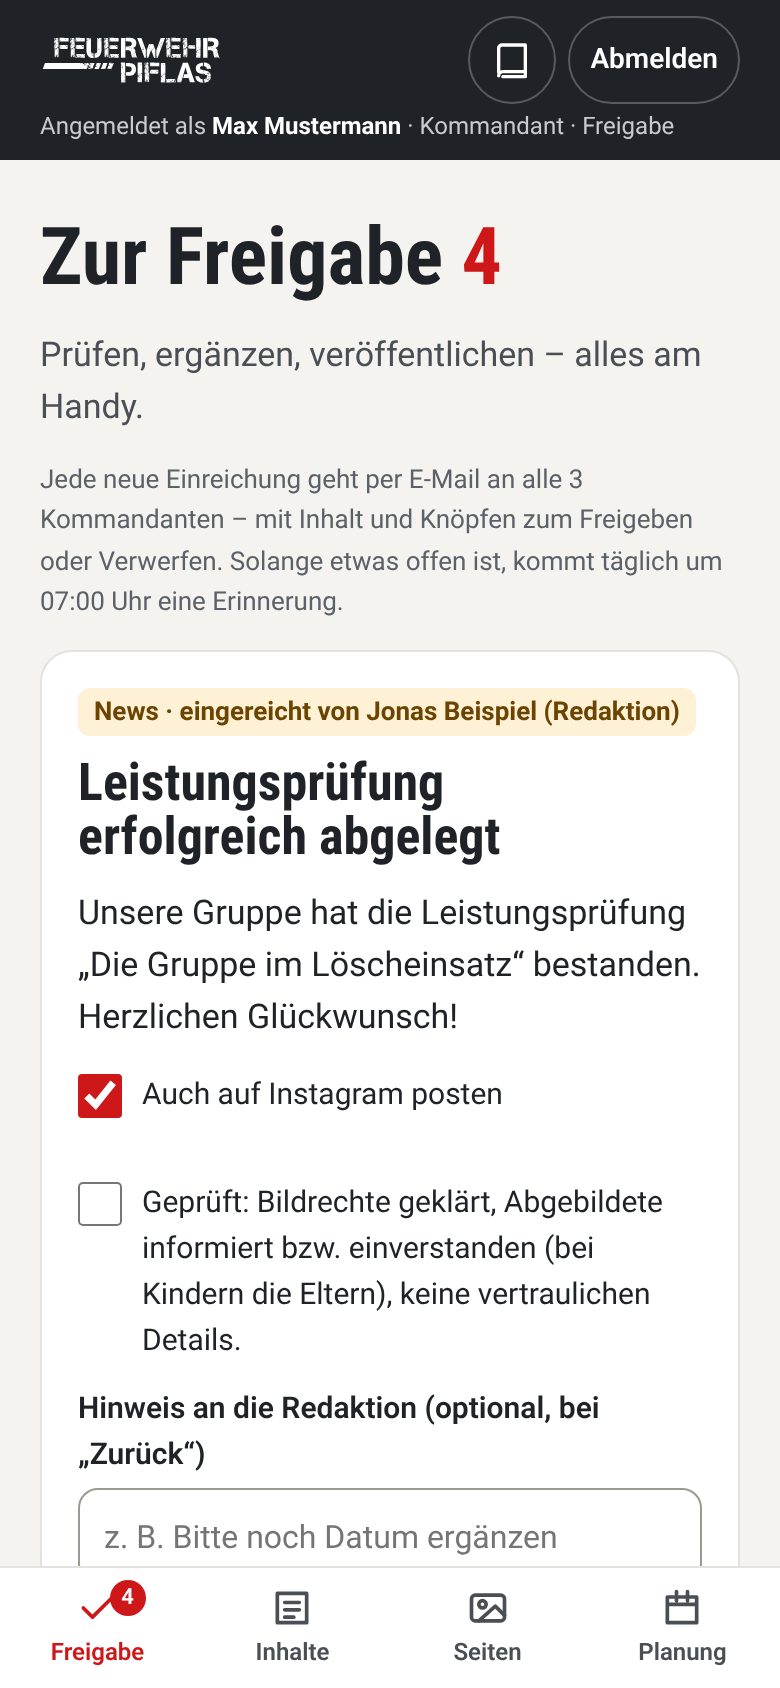 FEUERWEHR
PIFLAS
Abmelden
Angemeldet als Max Mustermann · Kommandant · Freigabe
Zur Freigabe 4
Prüfen, ergänzen, veröffentlichen – alles am
Handy.
Jede neue Einreichung geht per E-Mail an alle 3
Kommandanten – mit Inhalt und Knöpfen zum Freigeben
oder Verwerfen. Solange etwas offen ist, kommt täglich um
07:00 Uhr eine Erinnerung.
News · eingereicht von Jonas Beispiel (Redaktion)
Leistungsprüfung
erfolgreich abgelegt
Unsere Gruppe hat die Leistungsprüfung
„Die Gruppe im Löscheinsatz“ bestanden.
Herzlichen Glückwunsch!
Auch auf Instagram posten
Geprüft: Bildrechte geklärt, Abgebildete
informiert bzw. einverstanden (bei
Kindern die Eltern), keine vertraulichen
Details.
Hinweis an die Redaktion (optional, bei
„Zurück“)
z. B. Bitte noch Datum ergänzen
4
Freigabe
Inhalte
Seiten
Planung